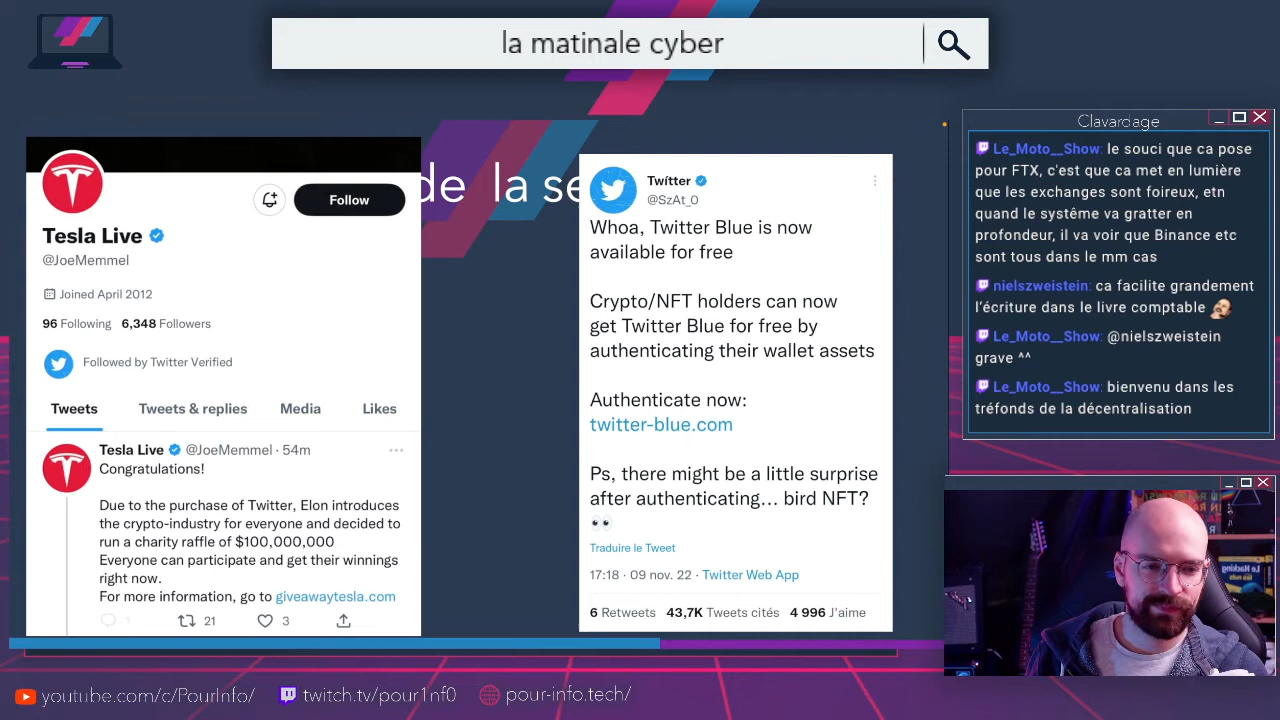 la matinale cyber
de la se
Tesla Live
@JoeMemmel
Follow
Joined April 2012
96 Following 6,348 Followers
Followed by Twitter Verified
Tweets Tweets & replies Media Likes
Tesla Live @JoeMemmel · 54m
Congratulations!
Due to the purchase of Twitter, Elon introduces
the crypto-industry for everyone and decided to
run a charity raffle of $100,000,000
Everyone can participate and get their winnings
right now.
For more information, go to giveawaytesla.com
1 21 3
Twítter
@SzAt_0
Whoa, Twitter Blue is now
available for free
Crypto/NFT holders can now
get Twitter Blue for free by
authenticating their wallet assets
Authenticate now:
twitter-blue.com
Ps, there might be a little surprise
after authenticating... bird NFT?
👀
Traduire le Tweet
17:18 · 09 nov. 22 · Twitter Web App
6 Retweets 43,7K Tweets cités 4 996 J'aime
Clavardage
Le_Moto__Show: le souci que ca pose
pour FTX, c'est que ca met en lumière
que les exchanges sont foireux, etn
quand le systême va gratter en
profondeur, il va voir que Binance etc
sont tous dans le mm cas
nielszweistein: ca facilite grandement
l'écriture dans le livre comptable
Le_Moto__Show: @nielszweistein
grave ^^
Le_Moto__Show: bienvenu dans les
tréfonds de la décentralisation
youtube.com/c/PourInfo/ twitch.tv/pour1nf0 pour-info.tech/